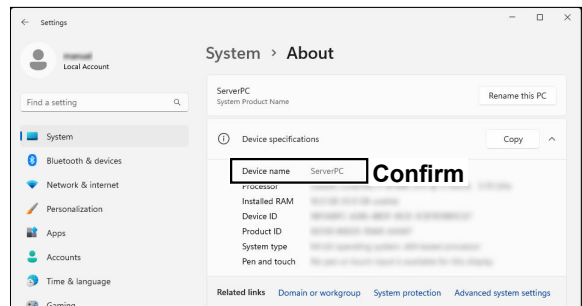 Settings
Local Account
Find a setting
System
Bluetooth & devices
Network & internet
Personalization
Apps
Accounts
Time & language
Gaming
System > About
ServerPC
System Product Name
Rename this PC
Device specifications
Copy
Device name ServerPC
Confirm
Processor
Installed RAM
Device ID
Product ID
System type
Pen and touch
Related links Domain or workgroup System protection Advanced system settings